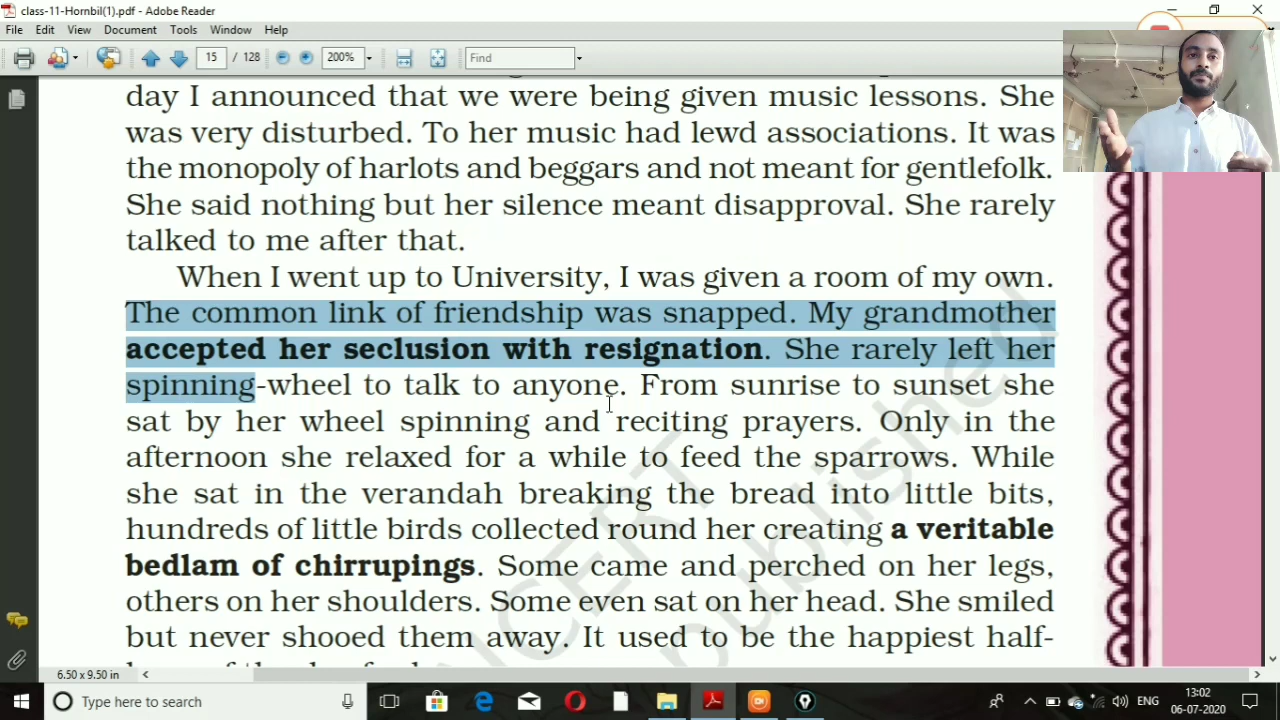 class-11-Hornbil(1).pdf - Adobe Reader
File Edit View Document Tools Window Help
15 / 128 200% Find
day I announced that we were being given music lessons. She
was very disturbed. To her music had lewd associations. It was
the monopoly of harlots and beggars and not meant for gentlefolk.
She said nothing but her silence meant disapproval. She rarely
talked to me after that.
When I went up to University, I was given a room of my own.
The common link of friendship was snapped. My grandmother
accepted her seclusion with resignation. She rarely left her
spinning-wheel to talk to anyone. From sunrise to sunset she
sat by her wheel spinning and reciting prayers. Only in the
afternoon she relaxed for a while to feed the sparrows. While
she sat in the verandah breaking the bread into little bits,
hundreds of little birds collected round her creating a veritable
bedlam of chirrupings. Some came and perched on her legs,
others on her shoulders. Some even sat on her head. She smiled
but never shooed them away. It used to be the happiest half-
NCERT
published
6.50 x 9.50 in
Type here to search
ENG
13:02
06-07-2020